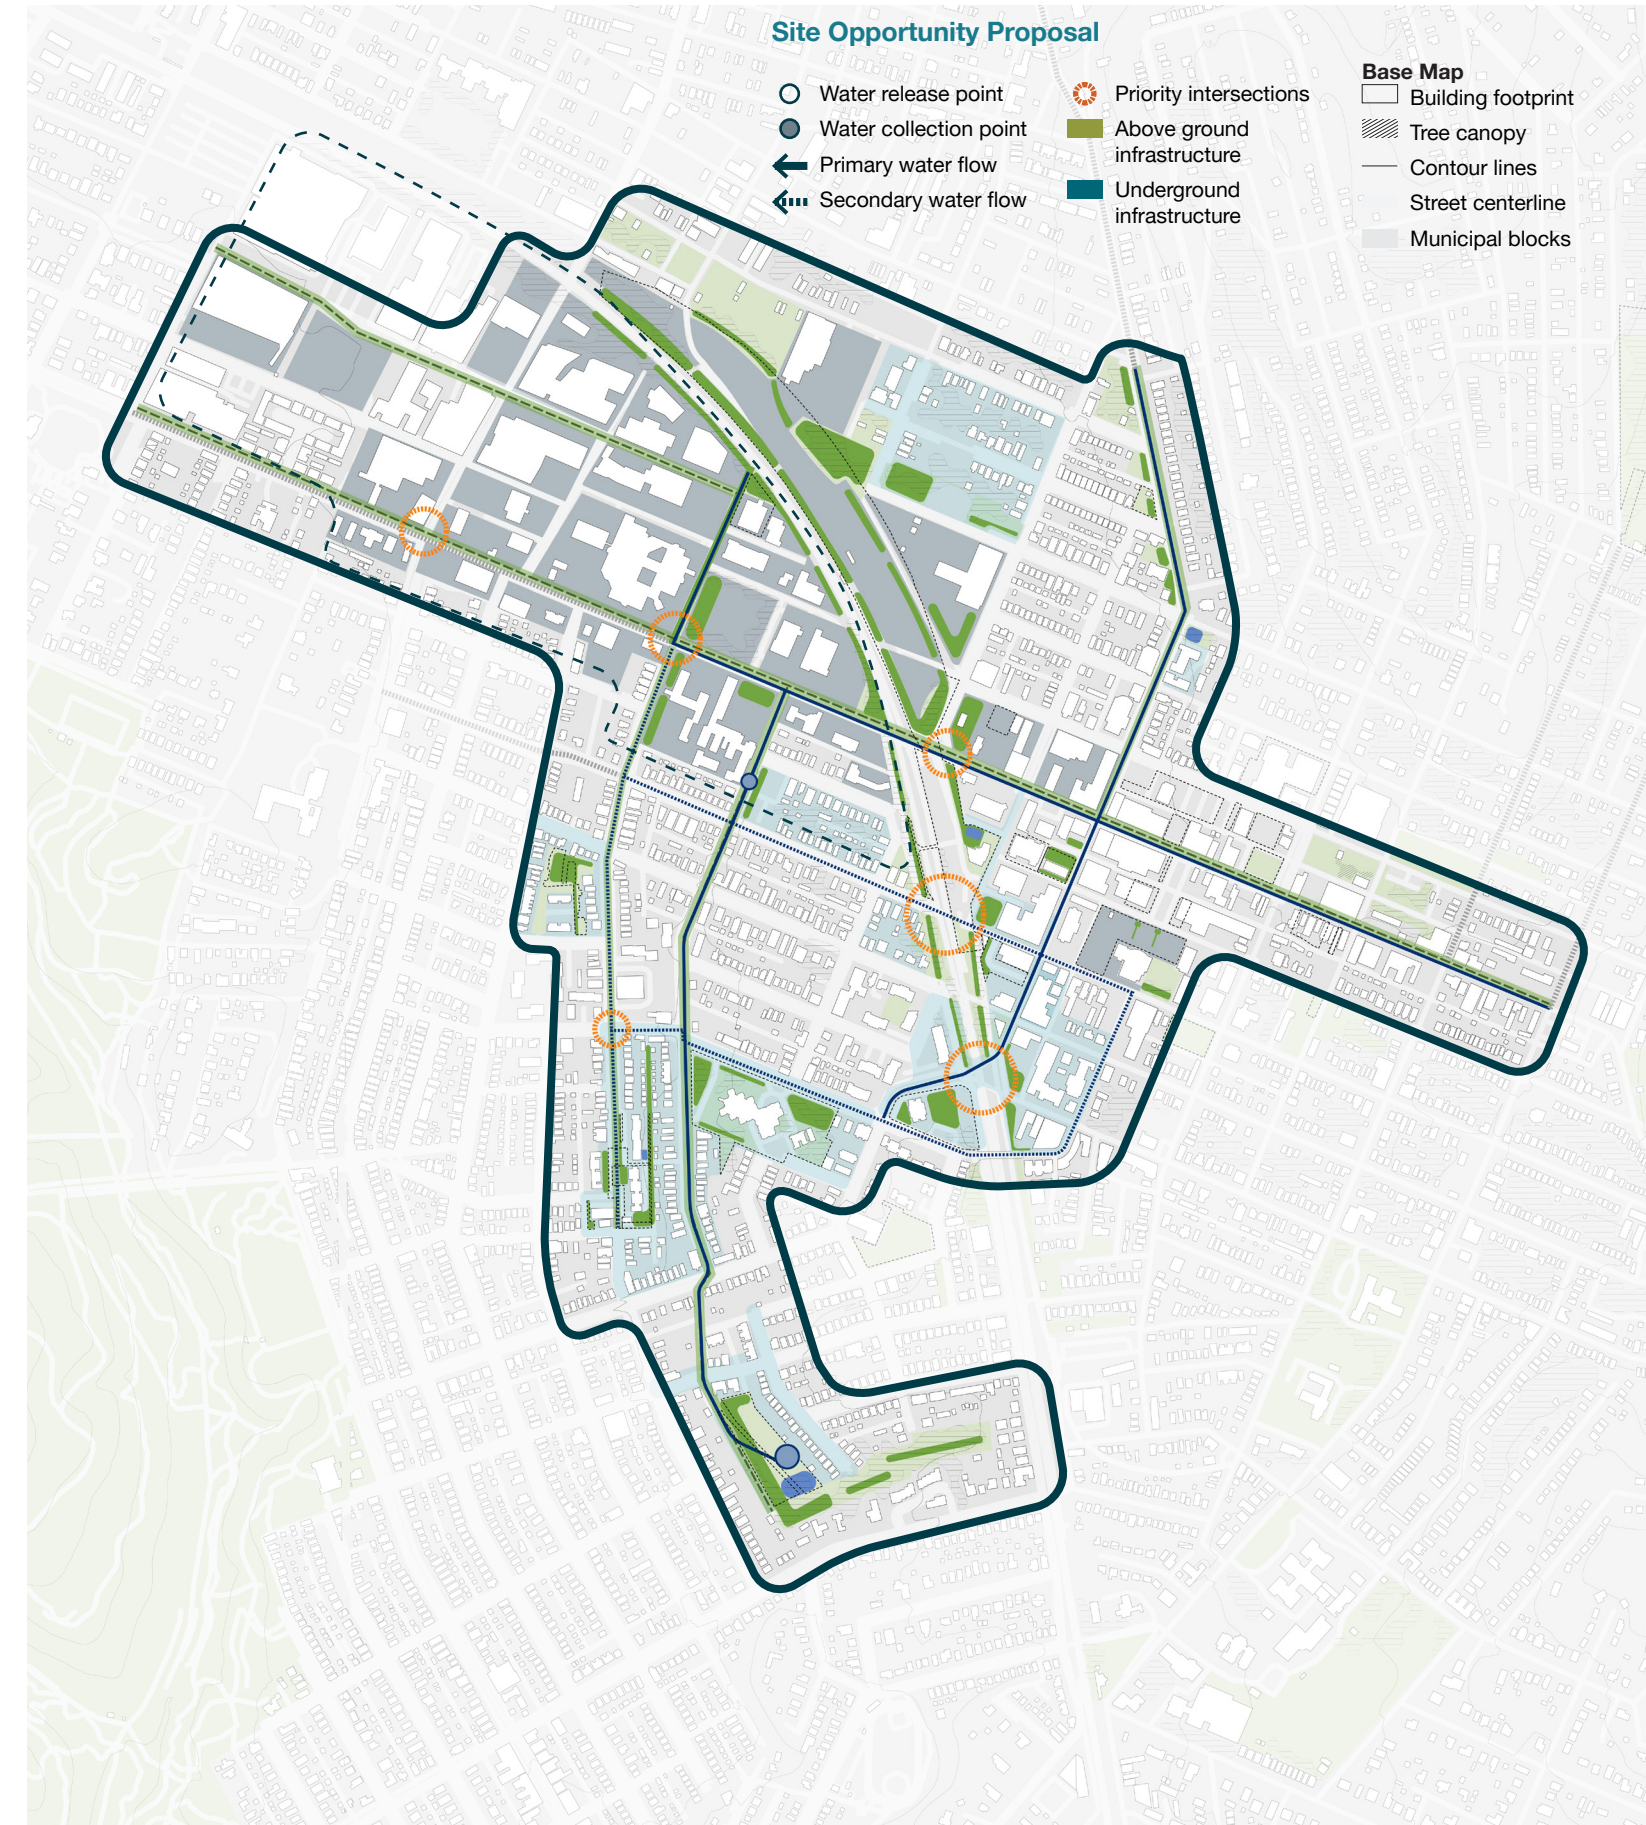 Site Opportunity Proposal
Water release point
Water collection point
Primary water flow
Secondary water flow
Priority intersections
Above ground
infrastructure
Underground
infrastructure
Base Map
Building footprint
Tree canopy
Contour lines
Street centerline
Municipal blocks